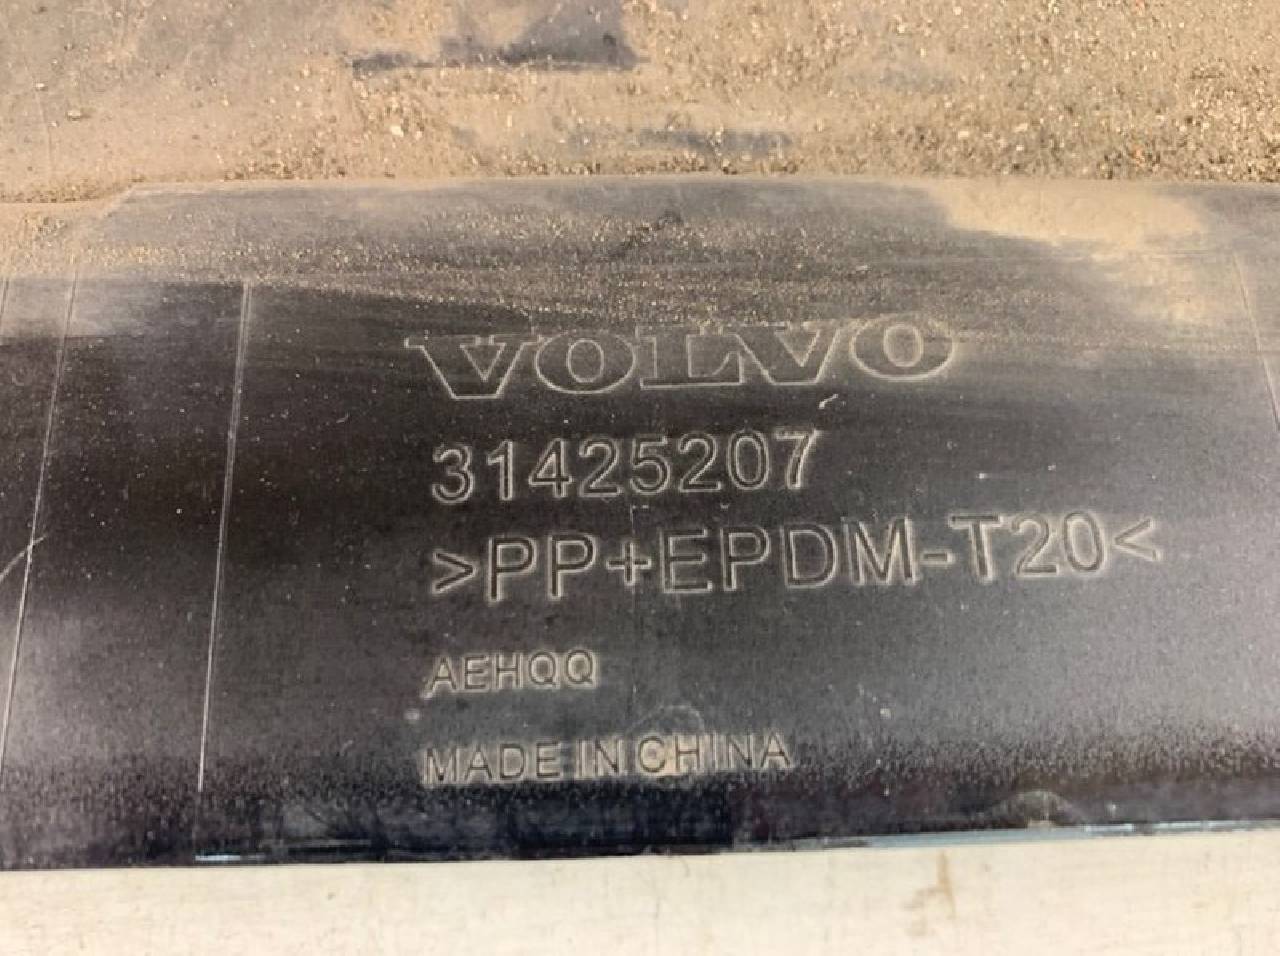 VOLVO
31425207
>PP+EPDM-T20<
AEHQQ
MADE IN CHINA